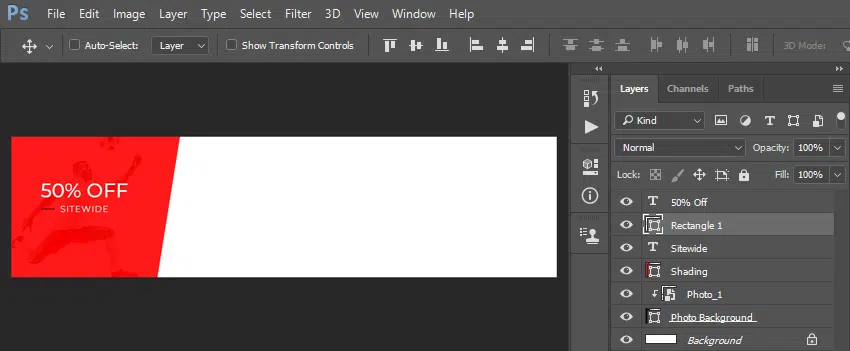 Ps File Edit Image Layer Type Select Filter 3D View Window Help
Auto-Select: Layer Show Transform Controls 3D Mode:
Layers Channels Paths
Kind
Normal Opacity: 100%
Lock: Fill: 100%
50% OFF
SITEWIDE
50% Off
Rectangle 1
Sitewide
Shading
Photo_1
Photo Background
Background